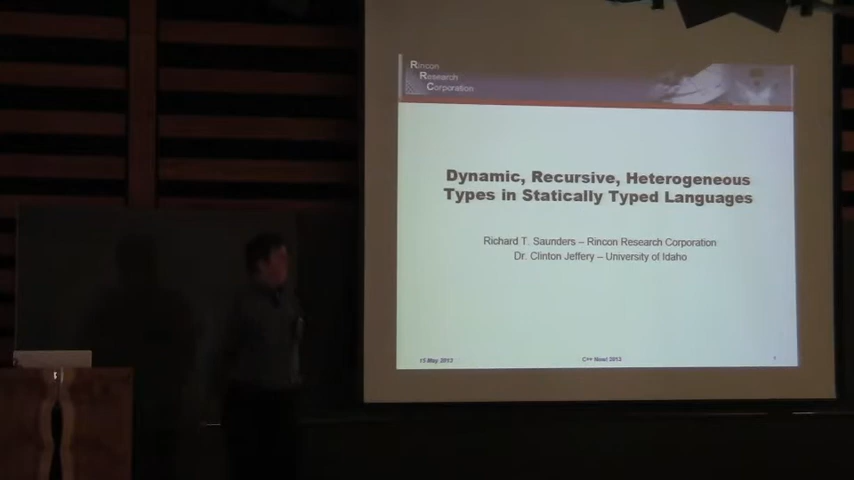 Rincon
Research
Corporation
Dynamic, Recursive, Heterogeneous
Types in Statically Typed Languages
Richard T. Saunders – Rincon Research Corporation
Dr. Clinton Jeffery – University of Idaho
15 May 2013
C++ Now! 2013
1